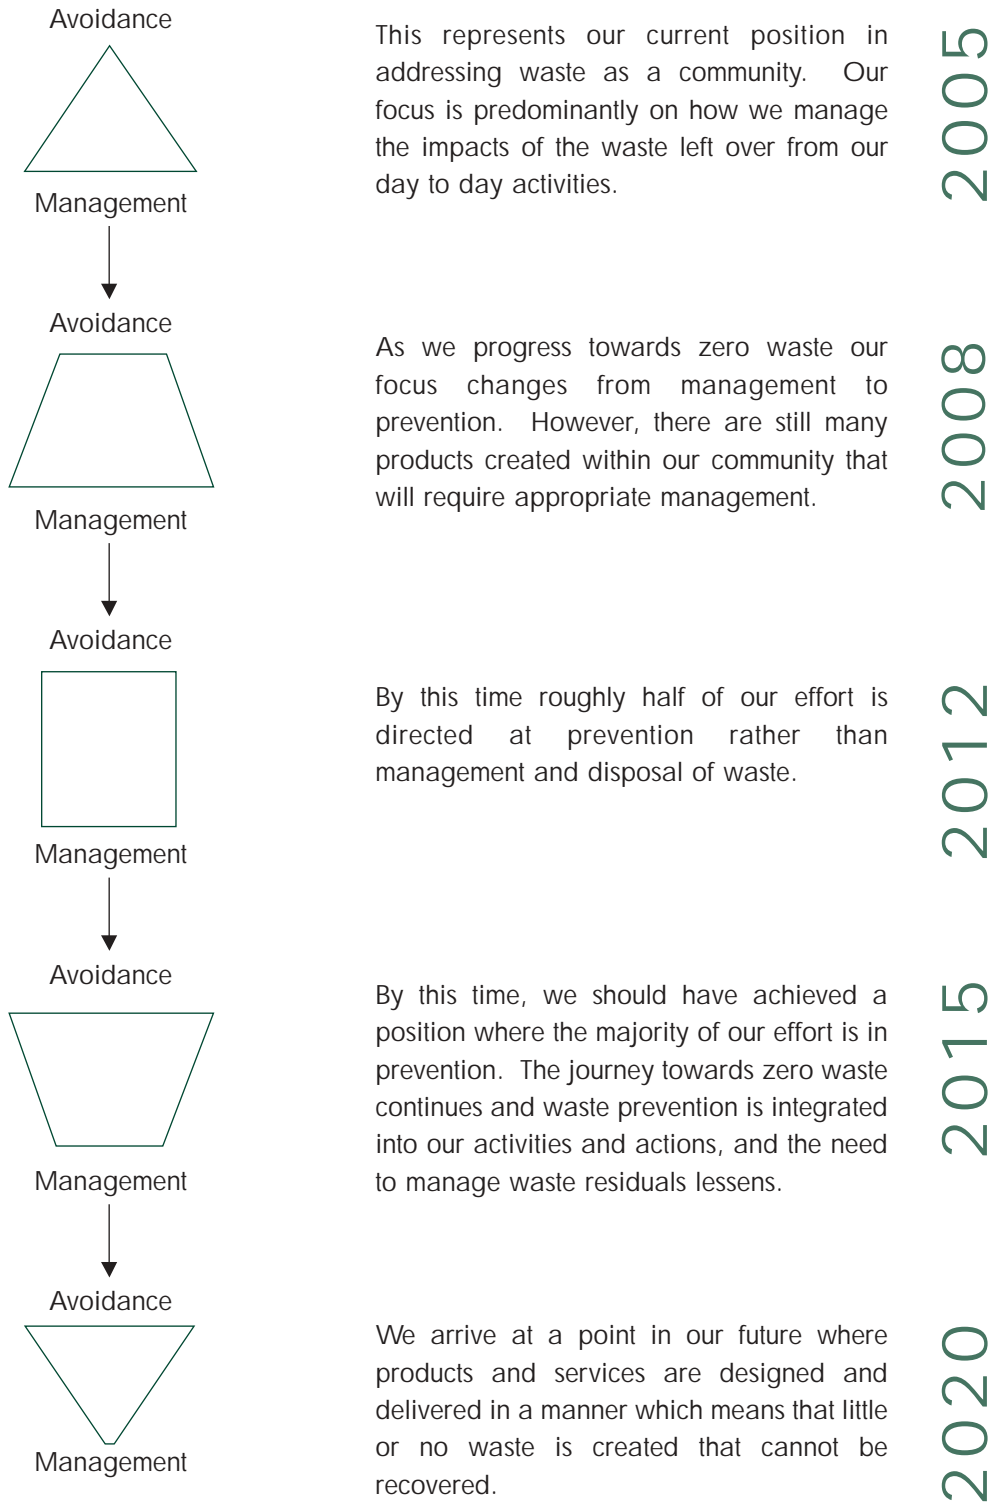 Avoidance
This represents our current position in
addressing waste as a community. Our
focus is predominantly on how we manage
the impacts of the waste left over from our
day to day activities.
2005
Management
Avoidance
As we progress towards zero waste our
focus changes from management to
prevention. However, there are still many
products created within our community that
will require appropriate management.
2008
Management
Avoidance
By this time roughly half of our effort is
directed at prevention rather than
management and disposal of waste.
2012
Management
Avoidance
By this time, we should have achieved a
position where the majority of our effort is in
prevention. The journey towards zero waste
continues and waste prevention is integrated
into our activities and actions, and the need
to manage waste residuals lessens.
2015
Management
Avoidance
We arrive at a point in our future where
products and services are designed and
delivered in a manner which means that little
or no waste is created that cannot be
recovered.
2020
Management